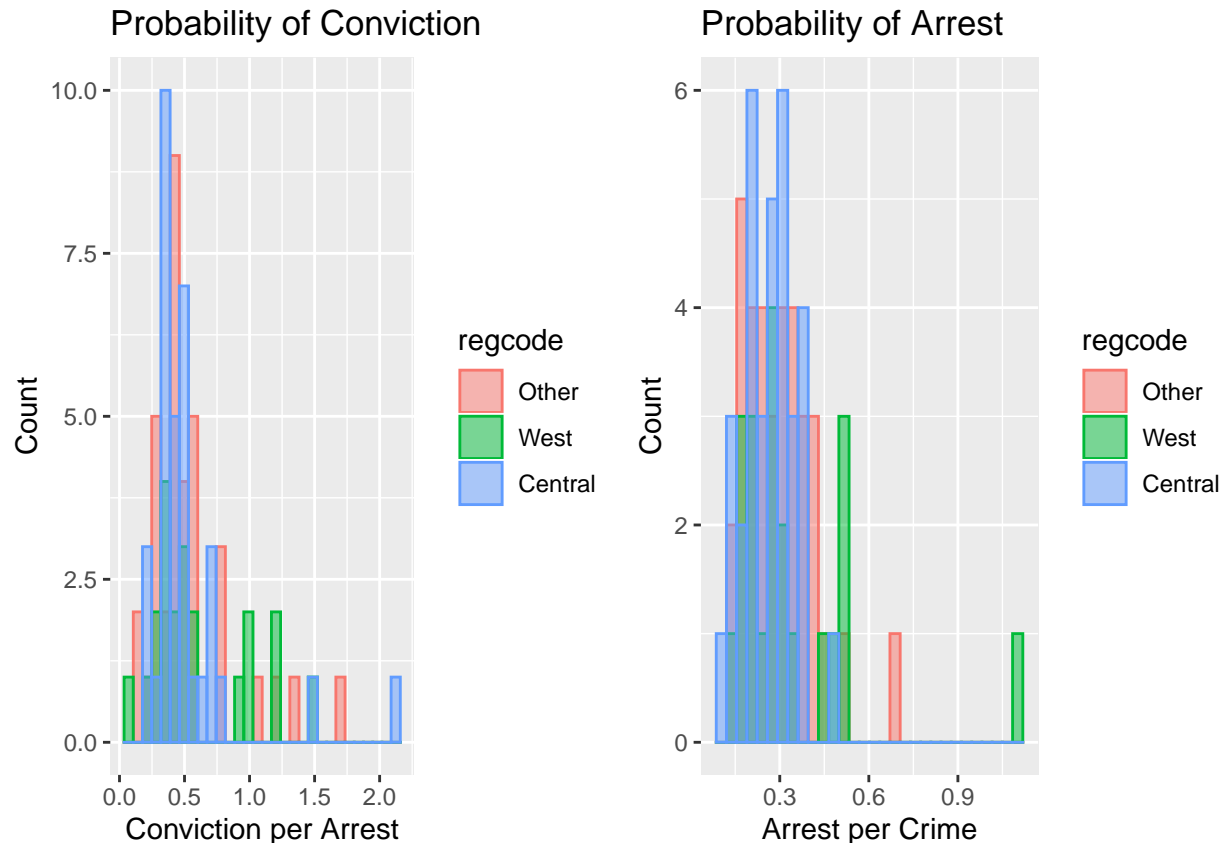 Probability of Conviction
10.0
7.5
5.0
2.5
0.0
Count
0.0 0.5 1.0 1.5 2.0
Conviction per Arrest
regcode
Other
West
Central
Probability of Arrest
6
4
2
0
Count
0.3 0.6 0.9
Arrest per Crime
regcode
Other
West
Central